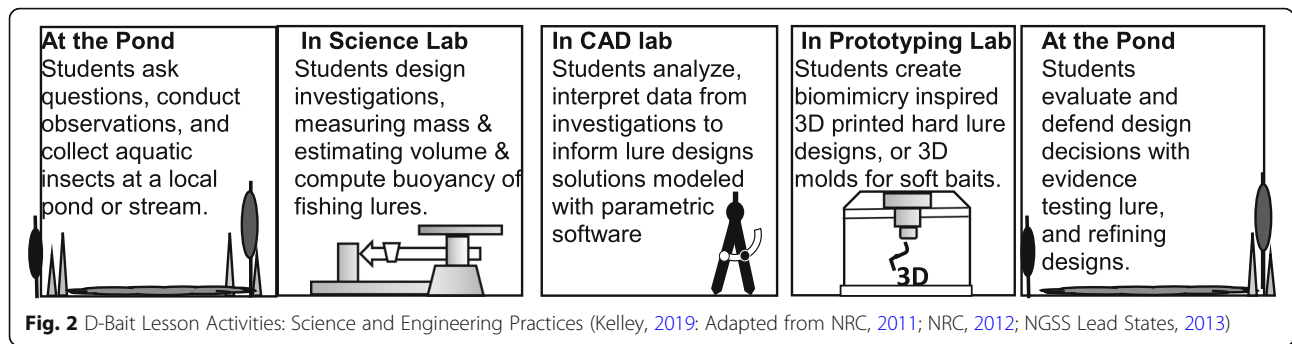 At the Pond
Students ask
questions, conduct
observations, and
collect aquatic
insects at a local
pond or stream.
In Science Lab
Students design
investigations,
measuring mass &
estimating volume &
compute buoyancy of
fishing lures.
In CAD lab
Students analyze,
interpret data from
investigations to
inform lure designs
solutions modeled
with parametric
software
In Prototyping Lab
Students create
biomimicry inspired
3D printed hard lure
designs, or 3D
molds for soft baits.
3D
At the Pond
Students
evaluate and
defend design
decisions with
evidence
testing lure,
and refining
designs.
Fig. 2 D-Bait Lesson Activities: Science and Engineering Practices (Kelley, 2019: Adapted from NRC, 2011; NRC, 2012; NGSS Lead States, 2013)